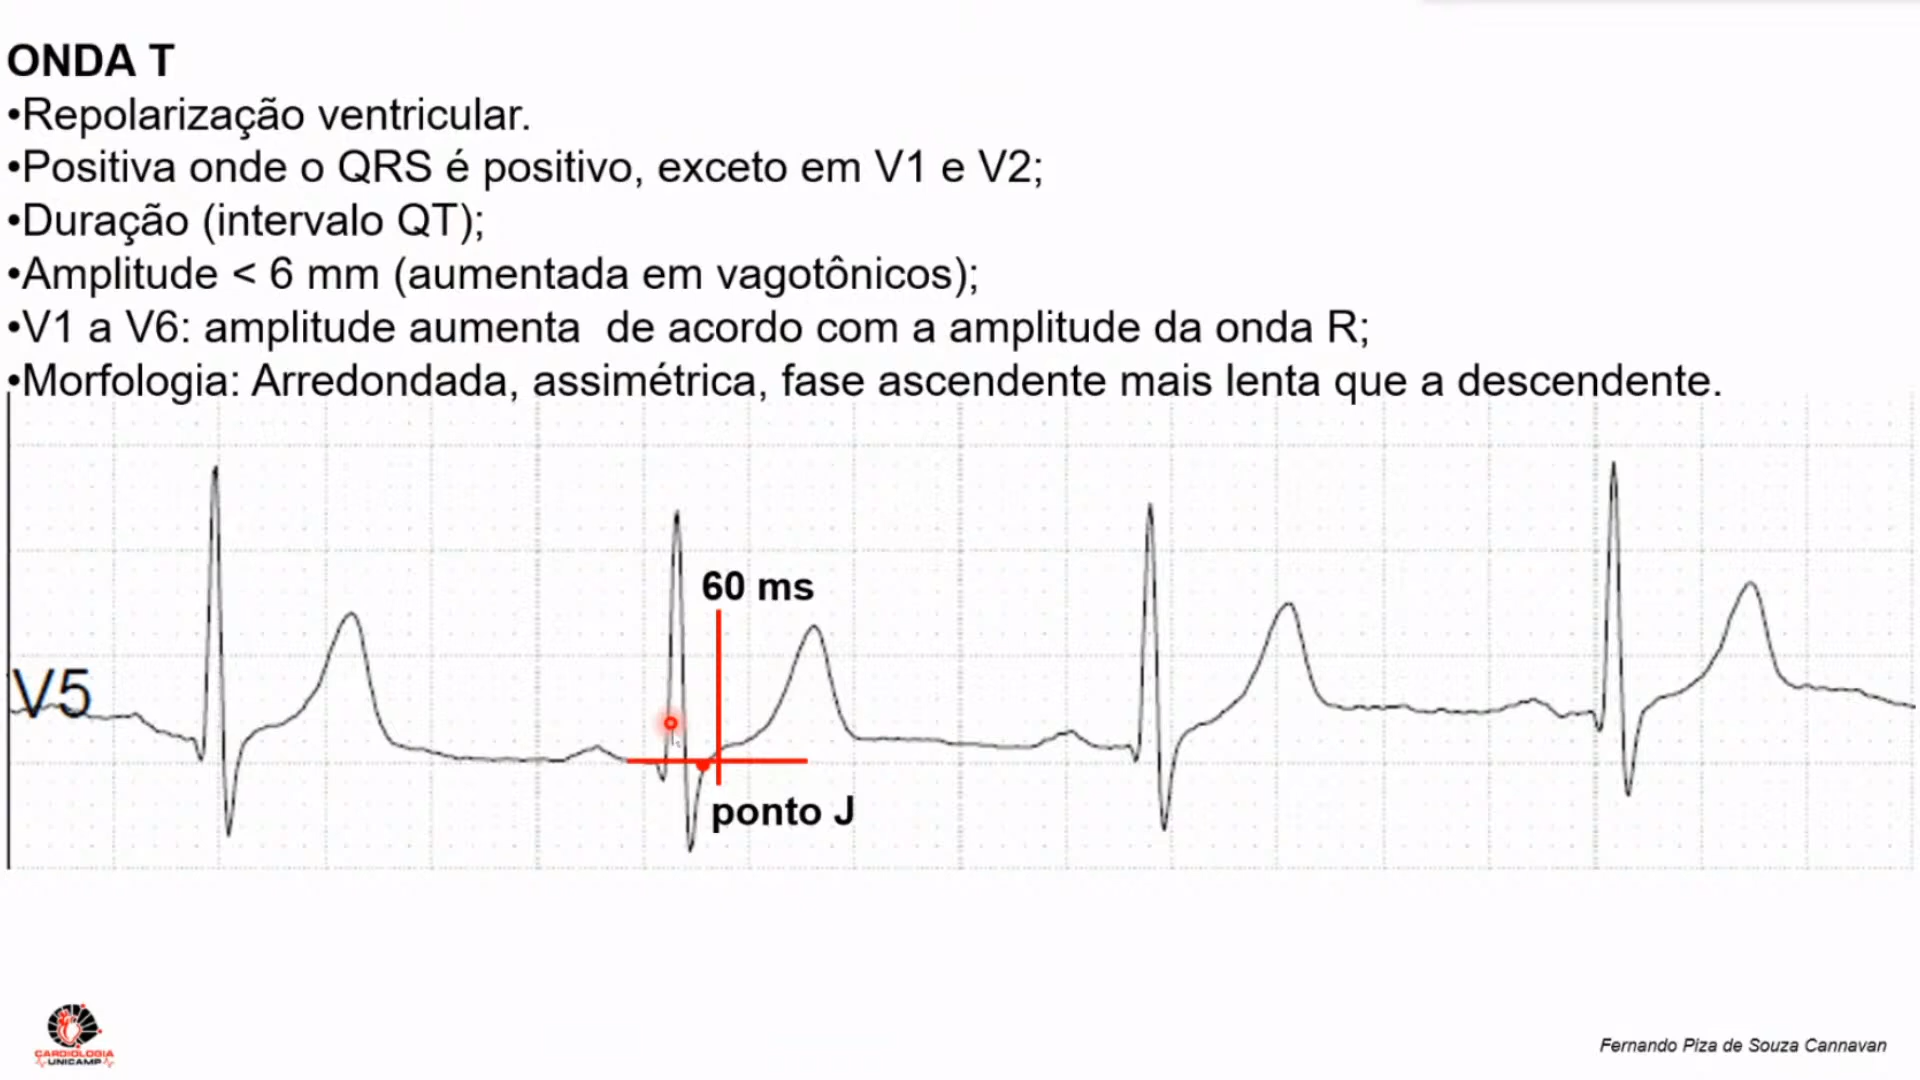 ONDA T
•Repolarização ventricular.
•Positiva onde o QRS é positivo, exceto em V1 e V2;
•Duração (intervalo QT);
•Amplitude < 6 mm (aumentada em vagotônicos);
•V1 a V6: amplitude aumenta  de acordo com a amplitude da onda R;
•Morfologia: Arredondada, assimétrica, fase ascendente mais lenta que a descendente.
60 ms
V5
ponto J
CARDIOLOGIA
UNICAMP
Fernando Piza de Souza Cannavan